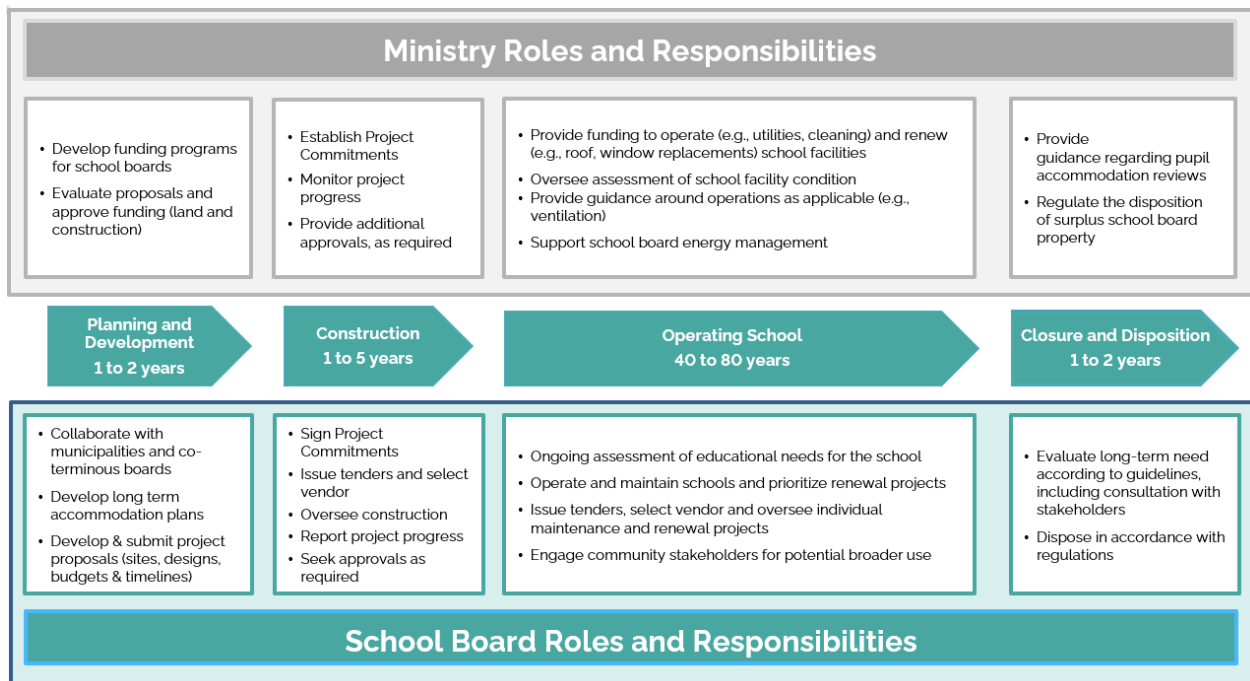 Ministry Roles and Responsibilities
• Develop funding programs
for school boards
• Evaluate proposals and
approve funding (land and
construction)
• Establish Project
Commitments
• Monitor project
progress
• Provide additional
approvals, as required
• Provide funding to operate (e.g., utilities, cleaning) and renew
(e.g., roof, window replacements) school facilities
• Oversee assessment of school facility condition
• Provide guidance around operations as applicable (e.g.,
ventilation)
• Support school board energy management
• Provide
guidance regarding pupil
accommodation reviews
• Regulate the disposition
of surplus school board
property
Planning and
Development
1 to 2 years
Construction
1 to 5 years
Operating School
40 to 80 years
Closure and Disposition
1 to 2 years
• Collaborate with
municipalities and co-
terminous boards
• Develop long term
accommodation plans
• Develop & submit project
proposals (sites, designs,
budgets & timelines)
• Sign Project
Commitments
• Issue tenders and select
vendor
• Oversee construction
• Report project progress
• Seek approvals as
required
• Ongoing assessment of educational needs for the school
• Operate and maintain schools and prioritize renewal projects
• Issue tenders, select vendor and oversee individual
maintenance and renewal projects
• Engage community stakeholders for potential broader use
• Evaluate long-term need
according to guidelines,
including consultation with
stakeholders
• Dispose in accordance with
regulations
School Board Roles and Responsibilities